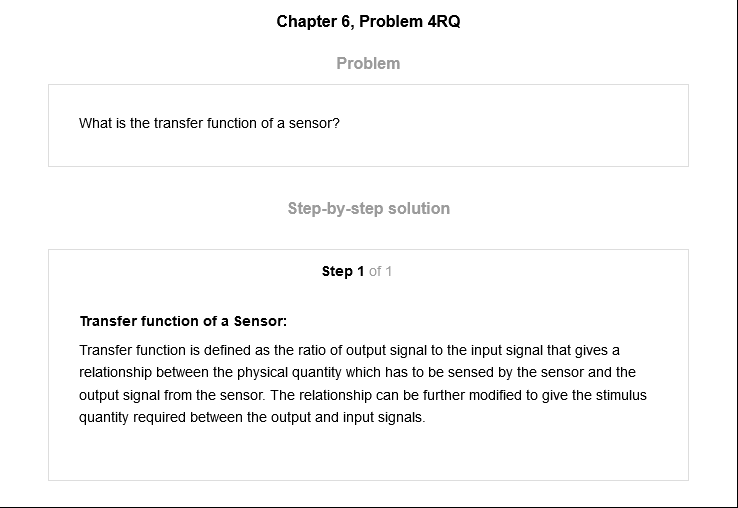 Chapter 6, Problem 4RQ
Problem
What is the transfer function of a sensor?
Step-by-step solution
Step 1 of 1
Transfer function of a Sensor:
Transfer function is defined as the ratio of output signal to the input signal that gives a
relationship between the physical quantity which has to be sensed by the sensor and the
output signal from the sensor. The relationship can be further modified to give the stimulus
quantity required between the output and input signals.